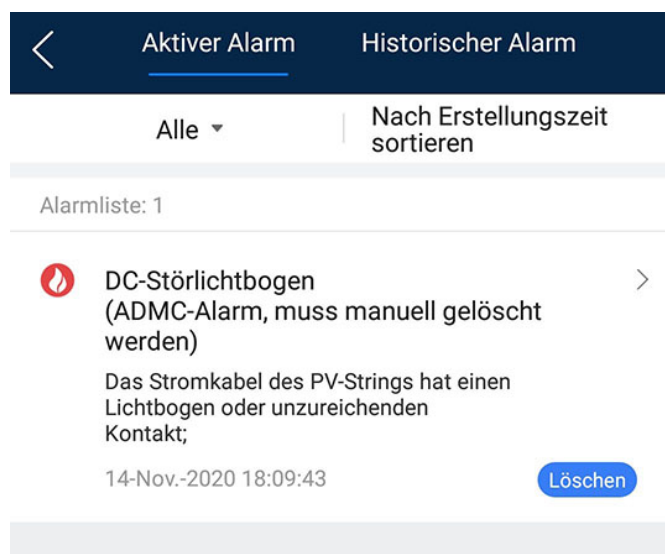 Aktiver Alarm
Historischer Alarm
Alle
Nach Erstellungszeit
sortieren
Alarmliste: 1
DC-Störlichtbogen
(ADMC-Alarm, muss manuell gelöscht
werden)
Das Stromkabel des PV-Strings hat einen
Lichtbogen oder unzureichenden
Kontakt;
14-Nov.-2020 18:09:43
Löschen